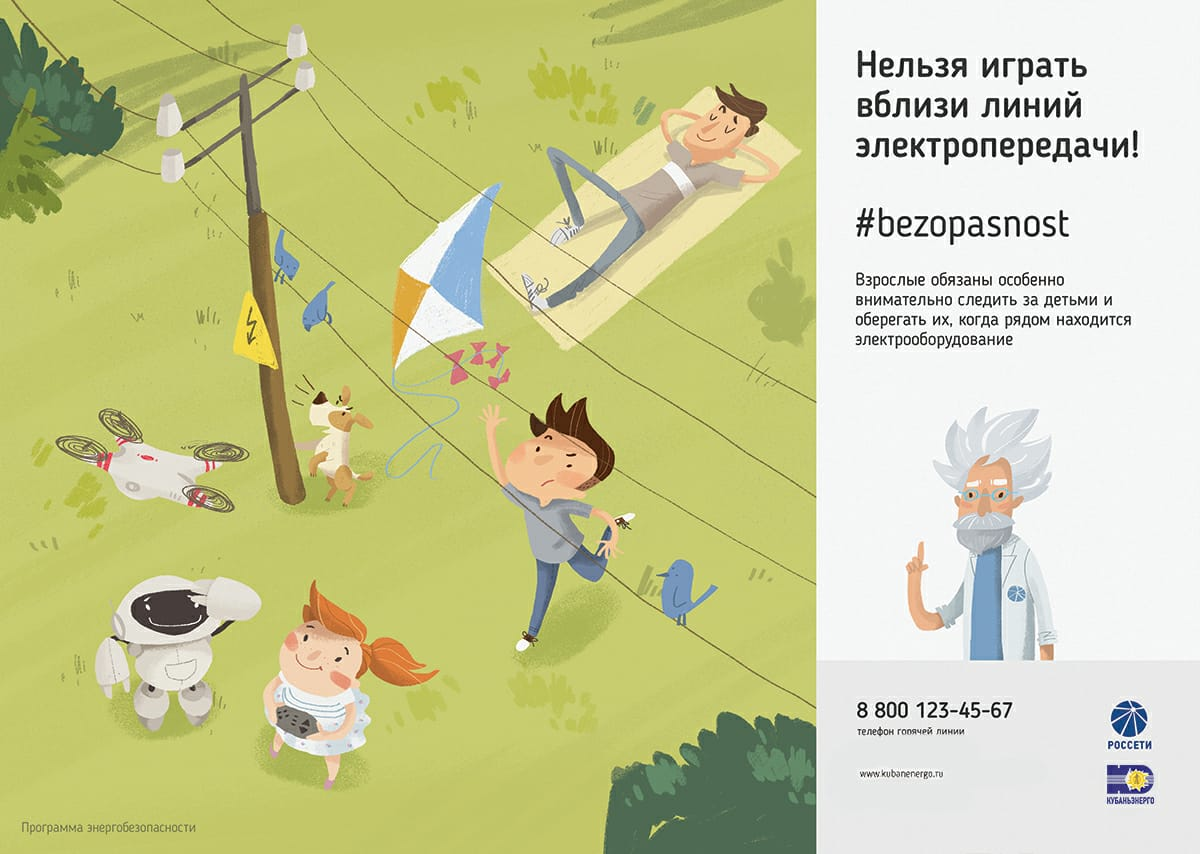 Нельзя играть
вблизи линий
электропередачи!
#bezopasnost
Взрослые обязаны особенно
внимательно следить за детьми и
оберегать их, когда рядом находится
электрооборудование
8 800 123-45-67
телефон горячей линии
www.kubanenergo.ru
РОССЕТИ
КУБАНЬЭНЕРГО
Программа энергобезопасности